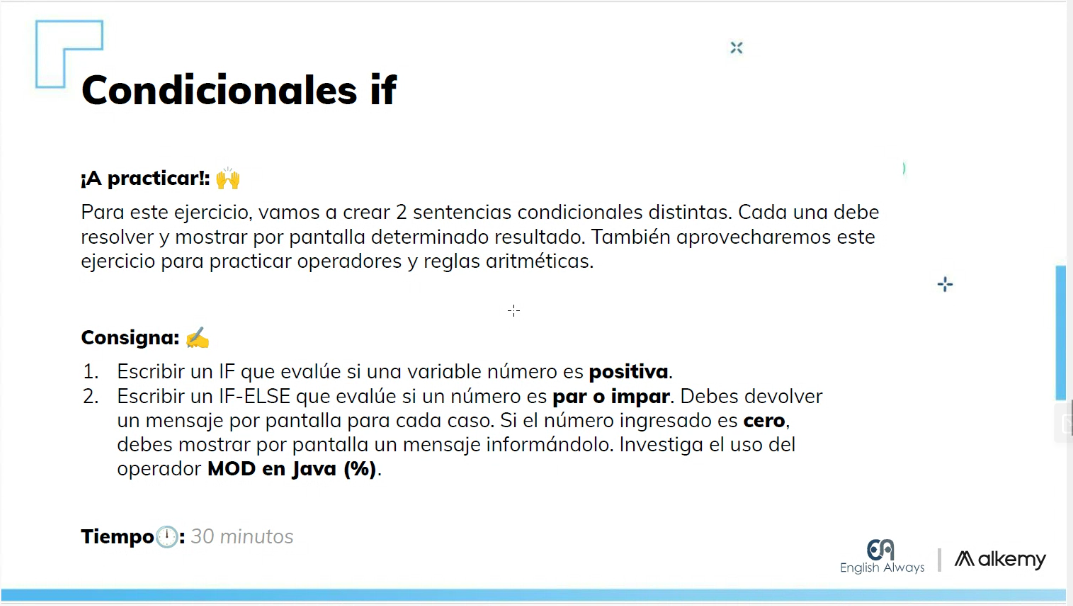 Condicionales if
¡A practicar!: 🙌
Para este ejercicio, vamos a crear 2 sentencias condicionales distintas. Cada una debe
resolver y mostrar por pantalla determinado resultado. También aprovecharemos este
ejercicio para practicar operadores y reglas aritméticas.
Consigna: ✍️
1. Escribir un IF que evalúe si una variable número es positiva.
2. Escribir un IF-ELSE que evalúe si un número es par o impar. Debes devolver
un mensaje por pantalla para cada caso. Si el número ingresado es cero,
debes mostrar por pantalla un mensaje informándolo. Investiga el uso del
operador MOD en Java (%).
Tiempo🕛: 30 minutos
English Always | alkemy